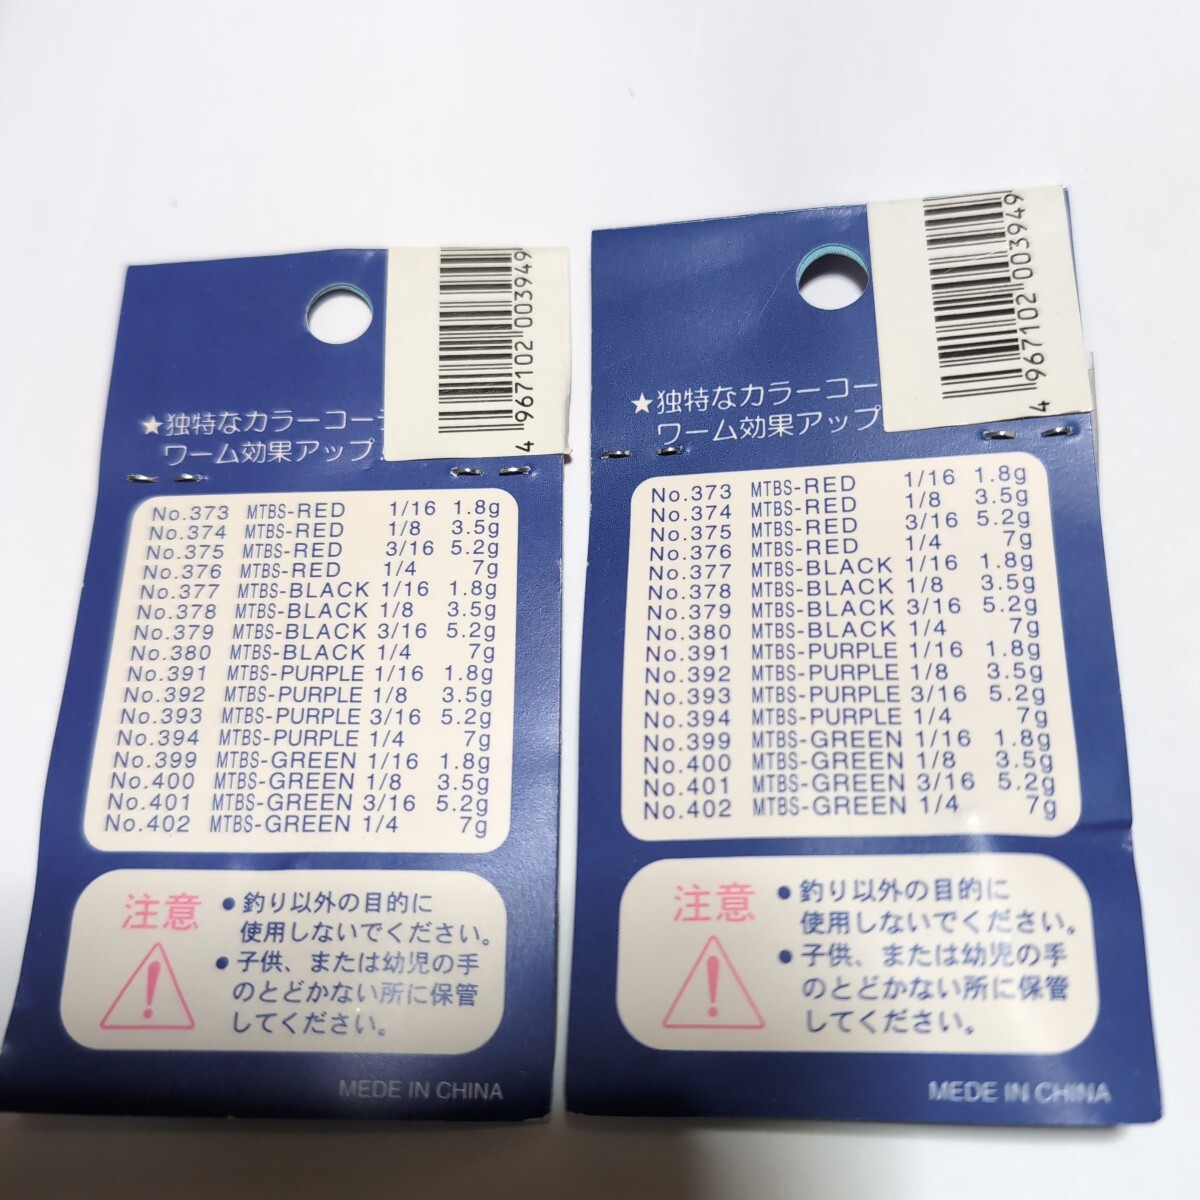 4 967102 003949
★独特なカラーコー
ワーム効果アップ
No.373 MTBS-RED 1/16 1.8g
No.374 MTBS-RED 1/8 3.5g
No.375 MTBS-RED 3/16 5.2g
No.376 MTBS-RED 1/4 7g
No.377 MTBS-BLACK 1/16 1.8g
No.378 MTBS-BLACK 1/8 3.5g
No.379 MTBS-BLACK 3/16 5.2g
No.380 MTBS-BLACK 1/4 7g
No.391 MTBS-PURPLE 1/16 1.8g
No.392 MTBS-PURPLE 1/8 3.5g
No.393 MTBS-PURPLE 3/16 5.2g
No.394 MTBS-PURPLE 1/4 7g
No.399 MTBS-GREEN 1/16 1.8g
No.400 MTBS-GREEN 1/8 3.5g
No.401 MTBS-GREEN 3/16 5.2g
No.402 MTBS-GREEN 1/4 7g
注意
●釣り以外の目的に
使用しないでください。
●子供、または幼児の手
のとどかない所に保管
してください。
MEDE IN CHINA
4 967102 003949
★独特なカラーコー
ワーム効果アップ
No.373 MTBS-RED 1/16 1.8g
No.374 MTBS-RED 1/8 3.5g
No.375 MTBS-RED 3/16 5.2g
No.376 MTBS-RED 1/4 7g
No.377 MTBS-BLACK 1/16 1.8g
No.378 MTBS-BLACK 1/8 3.5g
No.379 MTBS-BLACK 3/16 5.2g
No.380 MTBS-BLACK 1/4 7g
No.391 MTBS-PURPLE 1/16 1.8g
No.392 MTBS-PURPLE 1/8 3.5g
No.393 MTBS-PURPLE 3/16 5.2g
No.394 MTBS-PURPLE 1/4 7g
No.399 MTBS-GREEN 1/16 1.8g
No.400 MTBS-GREEN 1/8 3.5g
No.401 MTBS-GREEN 3/16 5.2g
No.402 MTBS-GREEN 1/4 7g
注意
●釣り以外の目的に
使用しないでください。
●子供、または幼児の手
のとどかない所に保管
してください。
MEDE IN CHINA